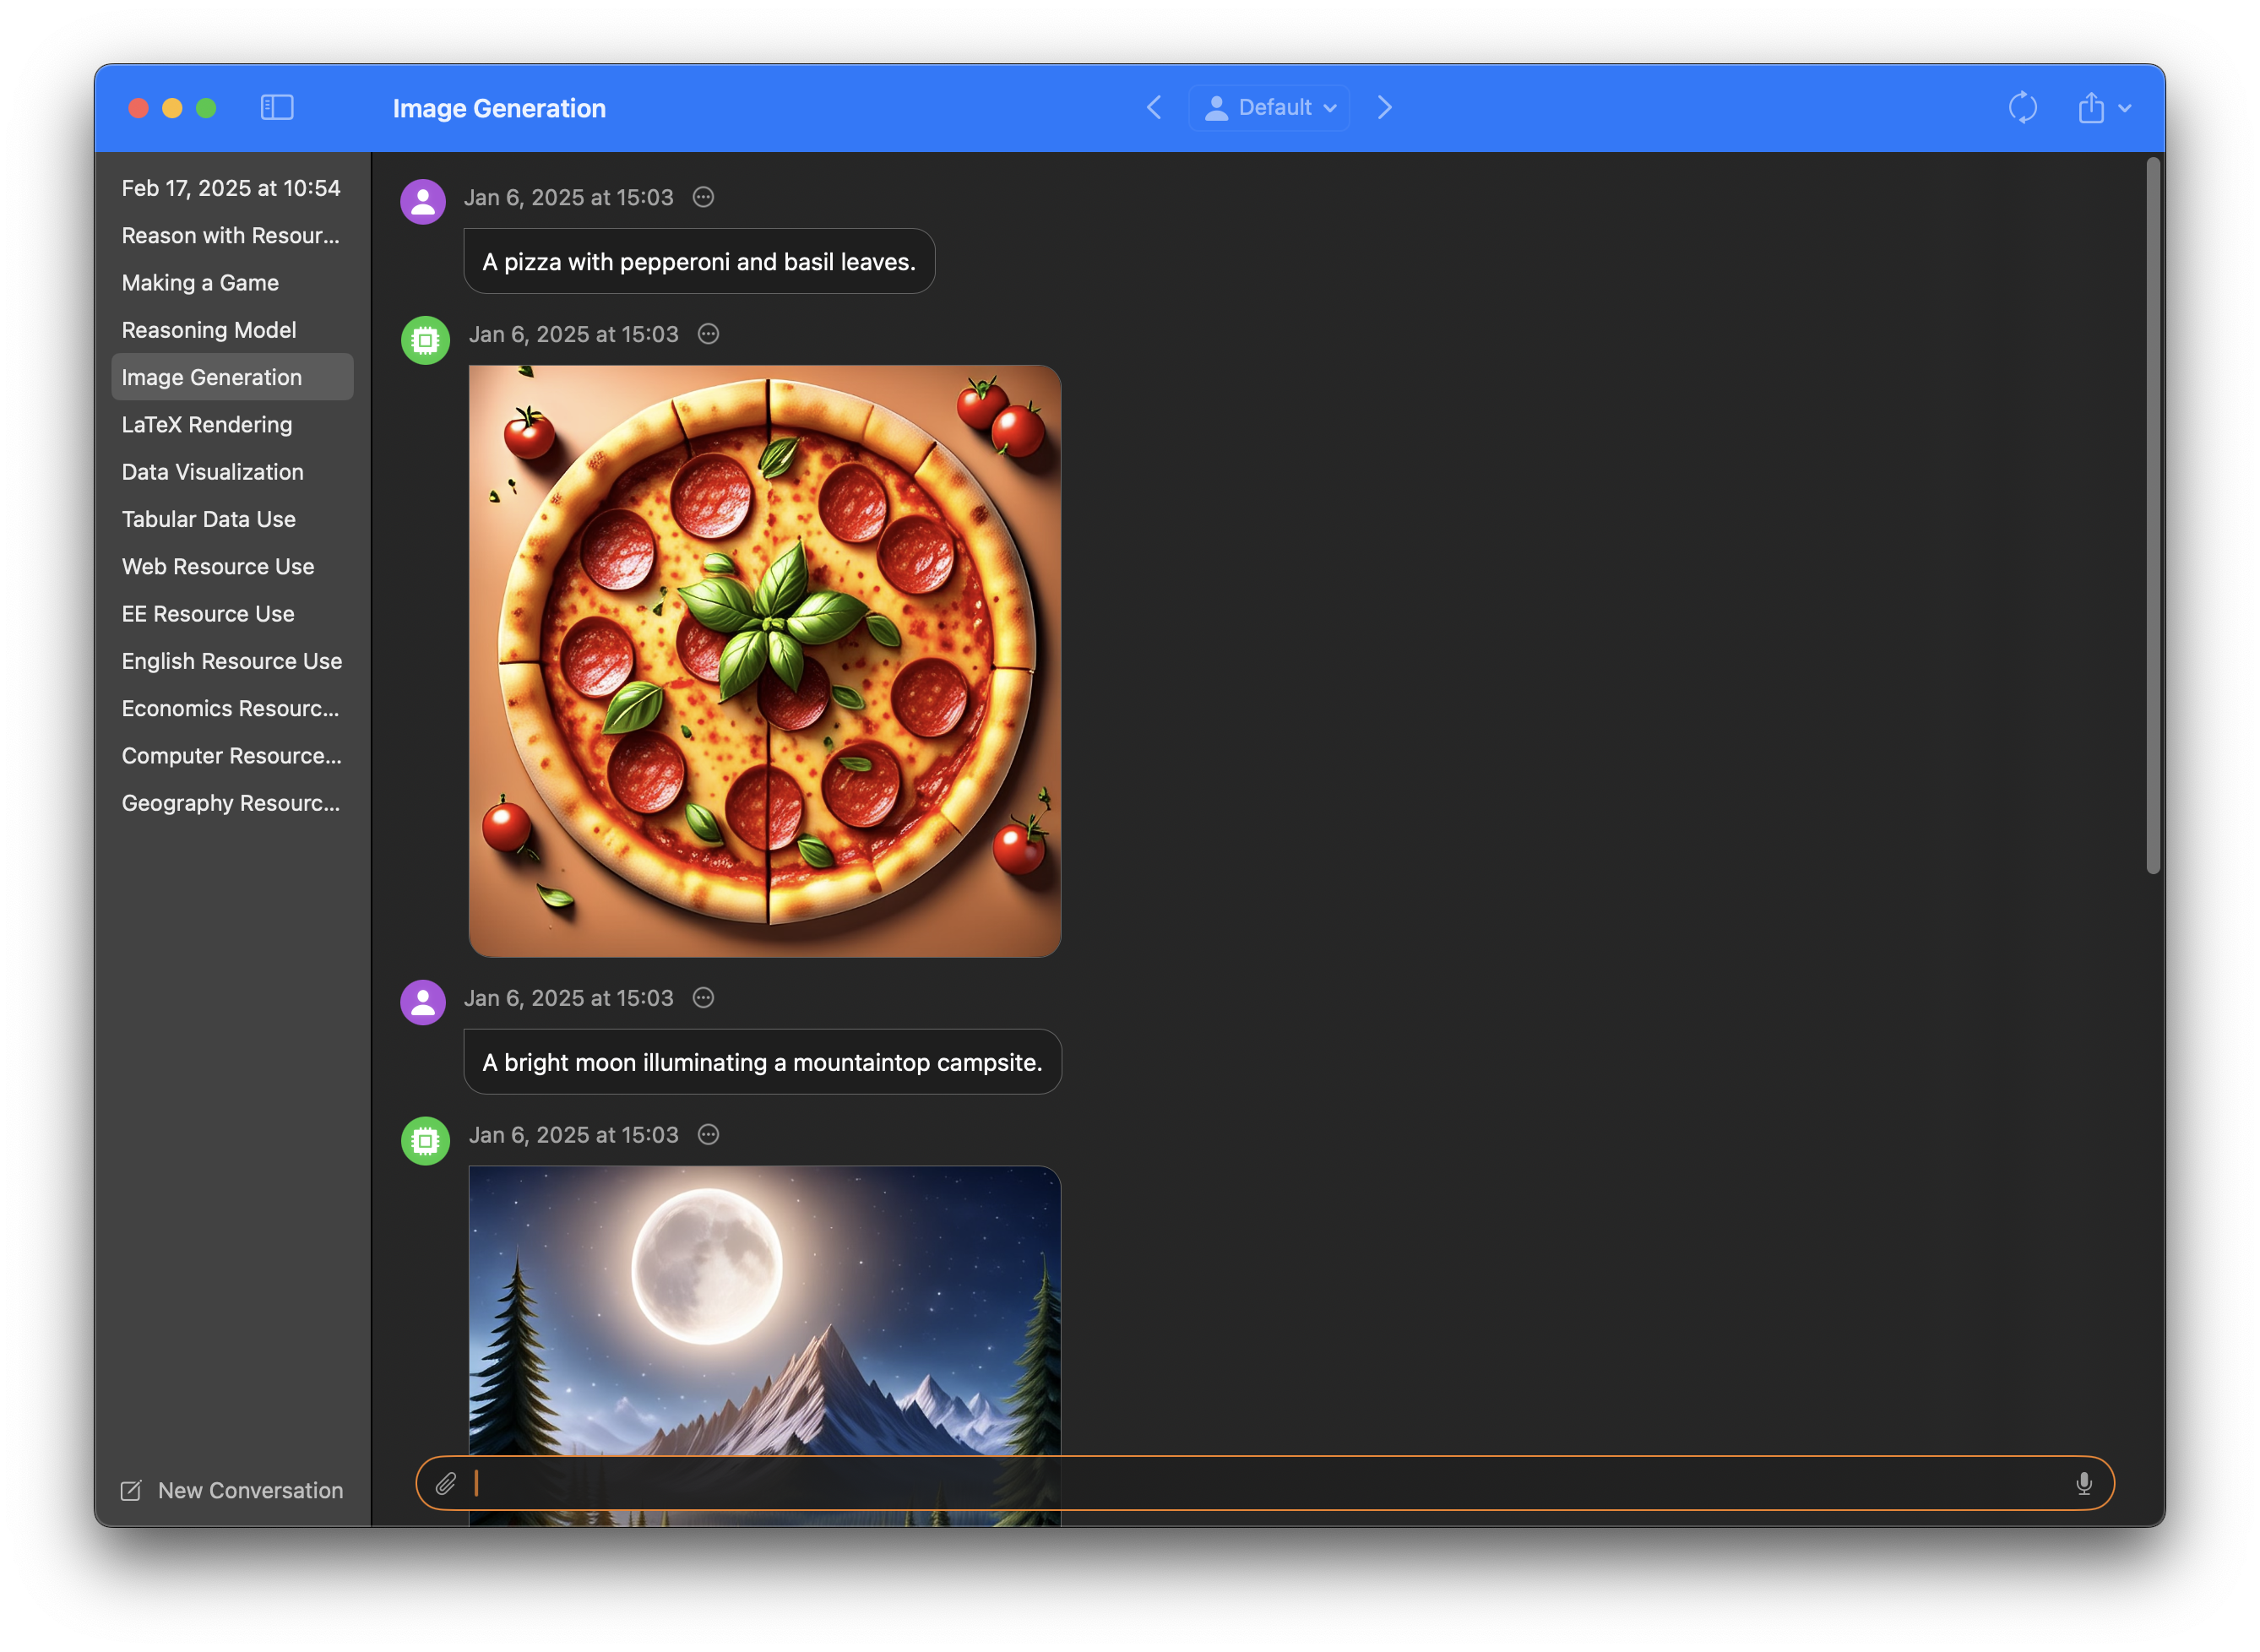 Image Generation
Default
Feb 17, 2025 at 10:54
Reason with Resour...
Making a Game
Reasoning Model
Image Generation
LaTeX Rendering
Data Visualization
Tabular Data Use
Web Resource Use
EE Resource Use
English Resource Use
Economics Resourc...
Computer Resource...
Geography Resourc...
New Conversation
Jan 6, 2025 at 15:03
A pizza with pepperoni and basil leaves.
Jan 6, 2025 at 15:03
Jan 6, 2025 at 15:03
A bright moon illuminating a mountaintop campsite.
Jan 6, 2025 at 15:03